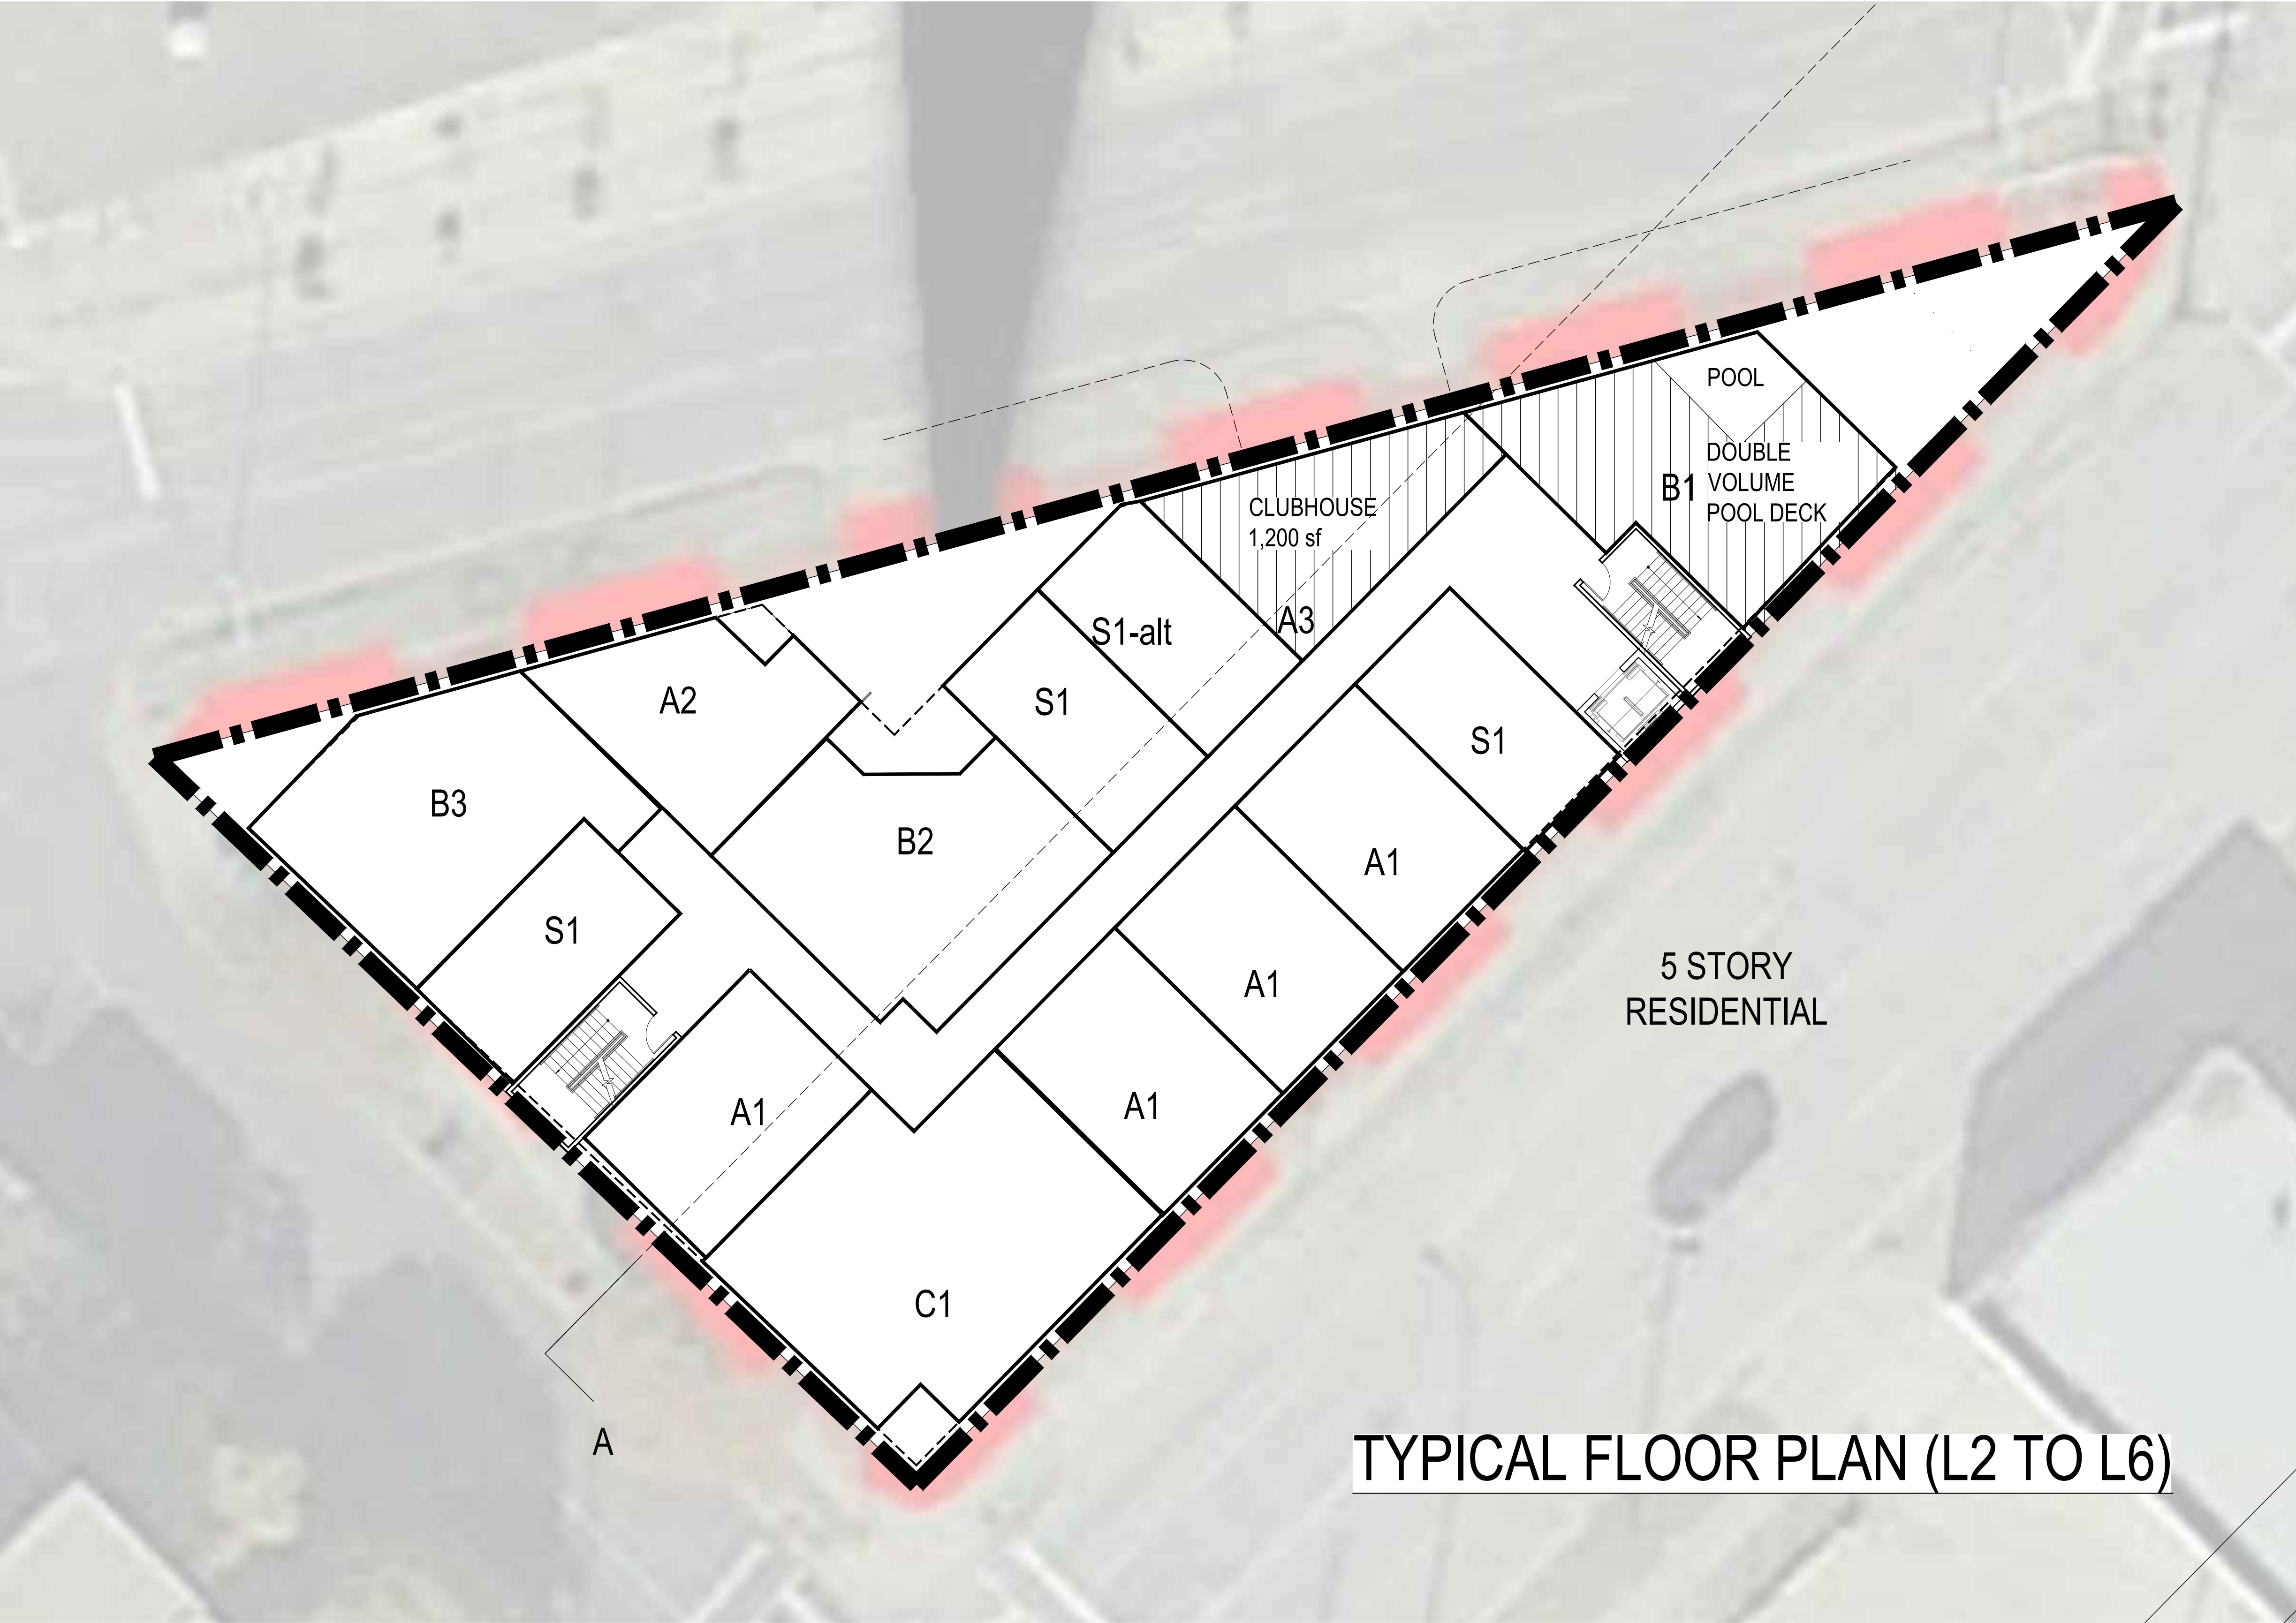 POOL
DOUBLE
B1 VOLUME
POOL DECK
CLUBHOUSE
1,200 sf
A3
S1-alt
S1
A2
S1
B3
B2
A1
S1
A1
A1
A1
C1
A
5 STORY
RESIDENTIAL
TYPICAL FLOOR PLAN (L2 TO L6)